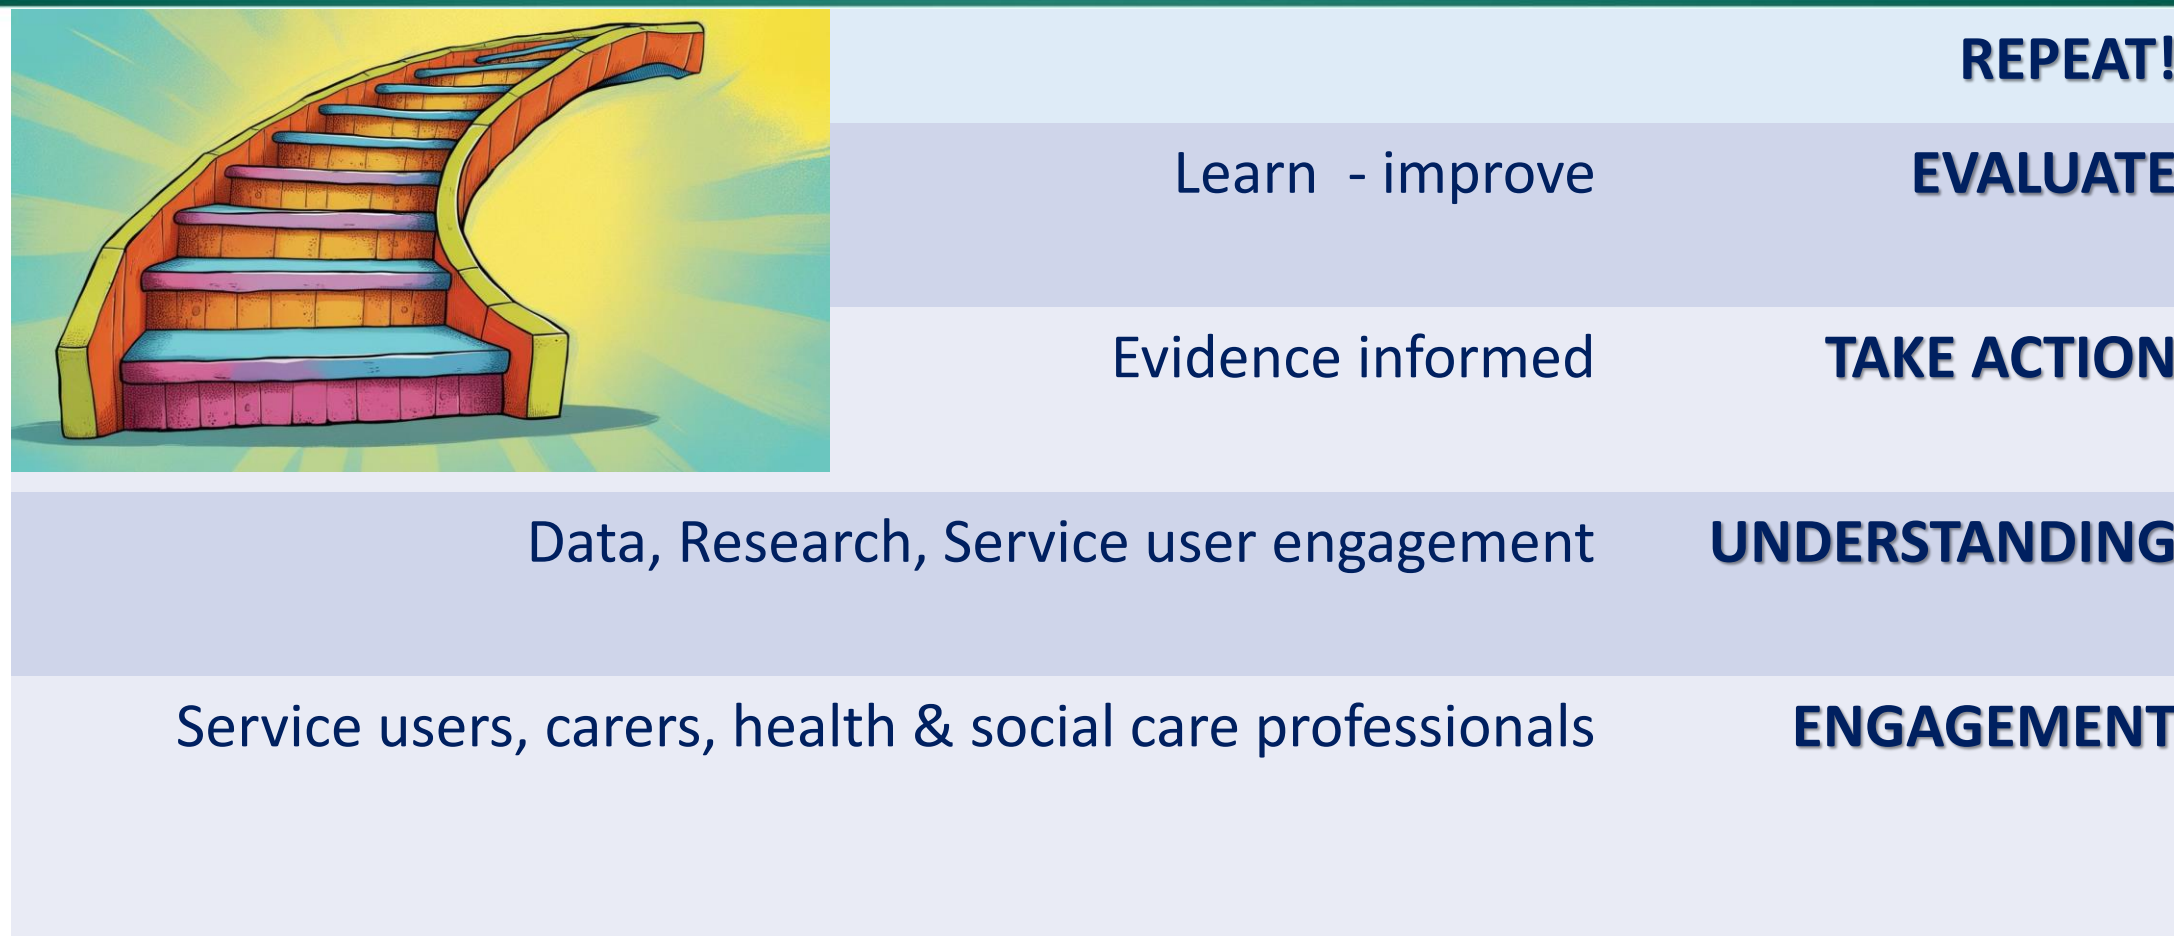 REPEAT!
Learn  - improve EVALUATE
Evidence informed TAKE ACTION
Data, Research, Service user engagement UNDERSTANDING
Service users, carers, health & social care professionals ENGAGEMENT